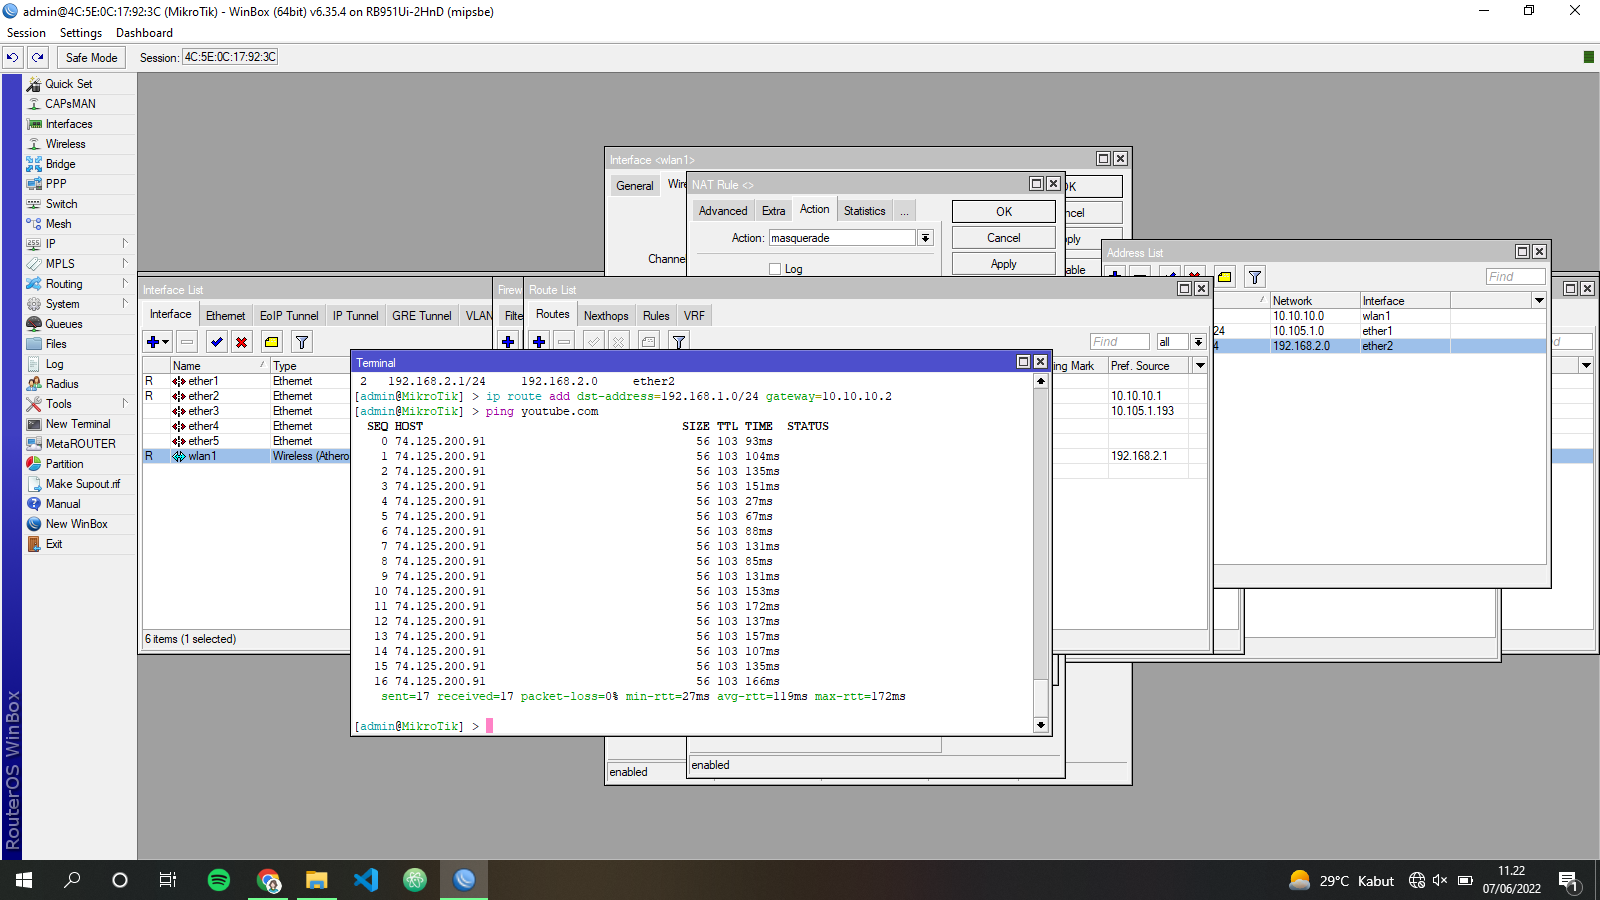 admin@4C:5E:0C:17:92:3C (MikroTik) - WinBox (64bit) v6.35.4 on RB951Ui-2HnD (mipsbe)
Session Settings Dashboard
Safe Mode Session: 4C:5E:0C:17:92:3C
Quick Set
CAPsMAN
Interfaces
Wireless
Bridge
PPP
Switch
Mesh
IP
MPLS
Routing
System
Queues
Files
Log
Radius
Tools
New Terminal
MetaROUTER
Partition
Make Supout.rif
Manual
New WinBox
Exit
RouterOS WinBox
Interface <wlan1>
General
Channe
enabled
NAT Rule <>
Advanced Extra Action Statistics ...
Action: masquerade
Log
OK
Cancel
Apply
enabled
Address List
Find
Network Interface
10.10.10.0 wlan1
24 10.105.1.0 ether1
4 192.168.2.0 ether2
Interface List
Interface Ethernet EoIP Tunnel IP Tunnel GRE Tunnel VLAN
Name Type
R ether1 Ethernet
R ether2 Ethernet
ether3 Ethernet
ether4 Ethernet
ether5 Ethernet
R wlan1 Wireless (Athero
6 items (1 selected)
Route List
Routes Nexthops Rules VRF
Find all
ing Mark Pref. Source
10.10.10.1
10.105.1.193
192.168.2.1
Terminal
2 192.168.2.1/24 192.168.2.0 ether2
[admin@MikroTik] > ip route add dst-address=192.168.1.0/24 gateway=10.10.10.2
[admin@MikroTik] > ping youtube.com
SEQ HOST SIZE TTL TIME STATUS
0 74.125.200.91 56 103 93ms
1 74.125.200.91 56 103 104ms
2 74.125.200.91 56 103 135ms
3 74.125.200.91 56 103 151ms
4 74.125.200.91 56 103 27ms
5 74.125.200.91 56 103 67ms
6 74.125.200.91 56 103 88ms
7 74.125.200.91 56 103 131ms
8 74.125.200.91 56 103 85ms
9 74.125.200.91 56 103 131ms
10 74.125.200.91 56 103 153ms
11 74.125.200.91 56 103 172ms
12 74.125.200.91 56 103 137ms
13 74.125.200.91 56 103 157ms
14 74.125.200.91 56 103 107ms
15 74.125.200.91 56 103 135ms
16 74.125.200.91 56 103 166ms
sent=17 received=17 packet-loss=0% min-rtt=27ms avg-rtt=119ms max-rtt=172ms
[admin@MikroTik] >
29°C Kabut
11.22
07/06/2022
1